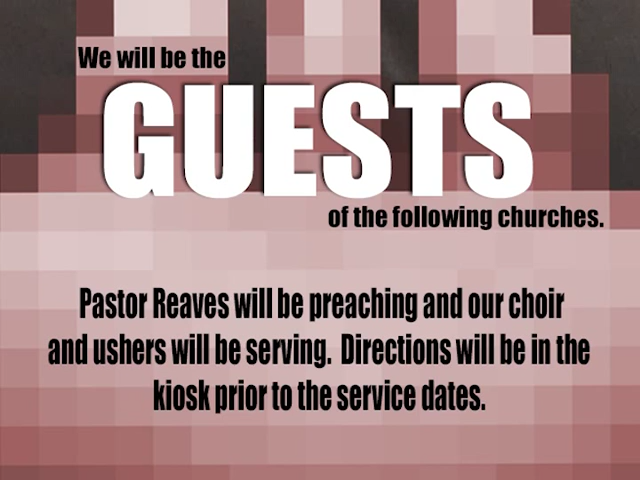 We will be the
GUESTS
of the following churches.
Pastor Reaves will be preaching and our choir
and ushers will be serving.  Directions will be in the
kiosk prior to the service dates.